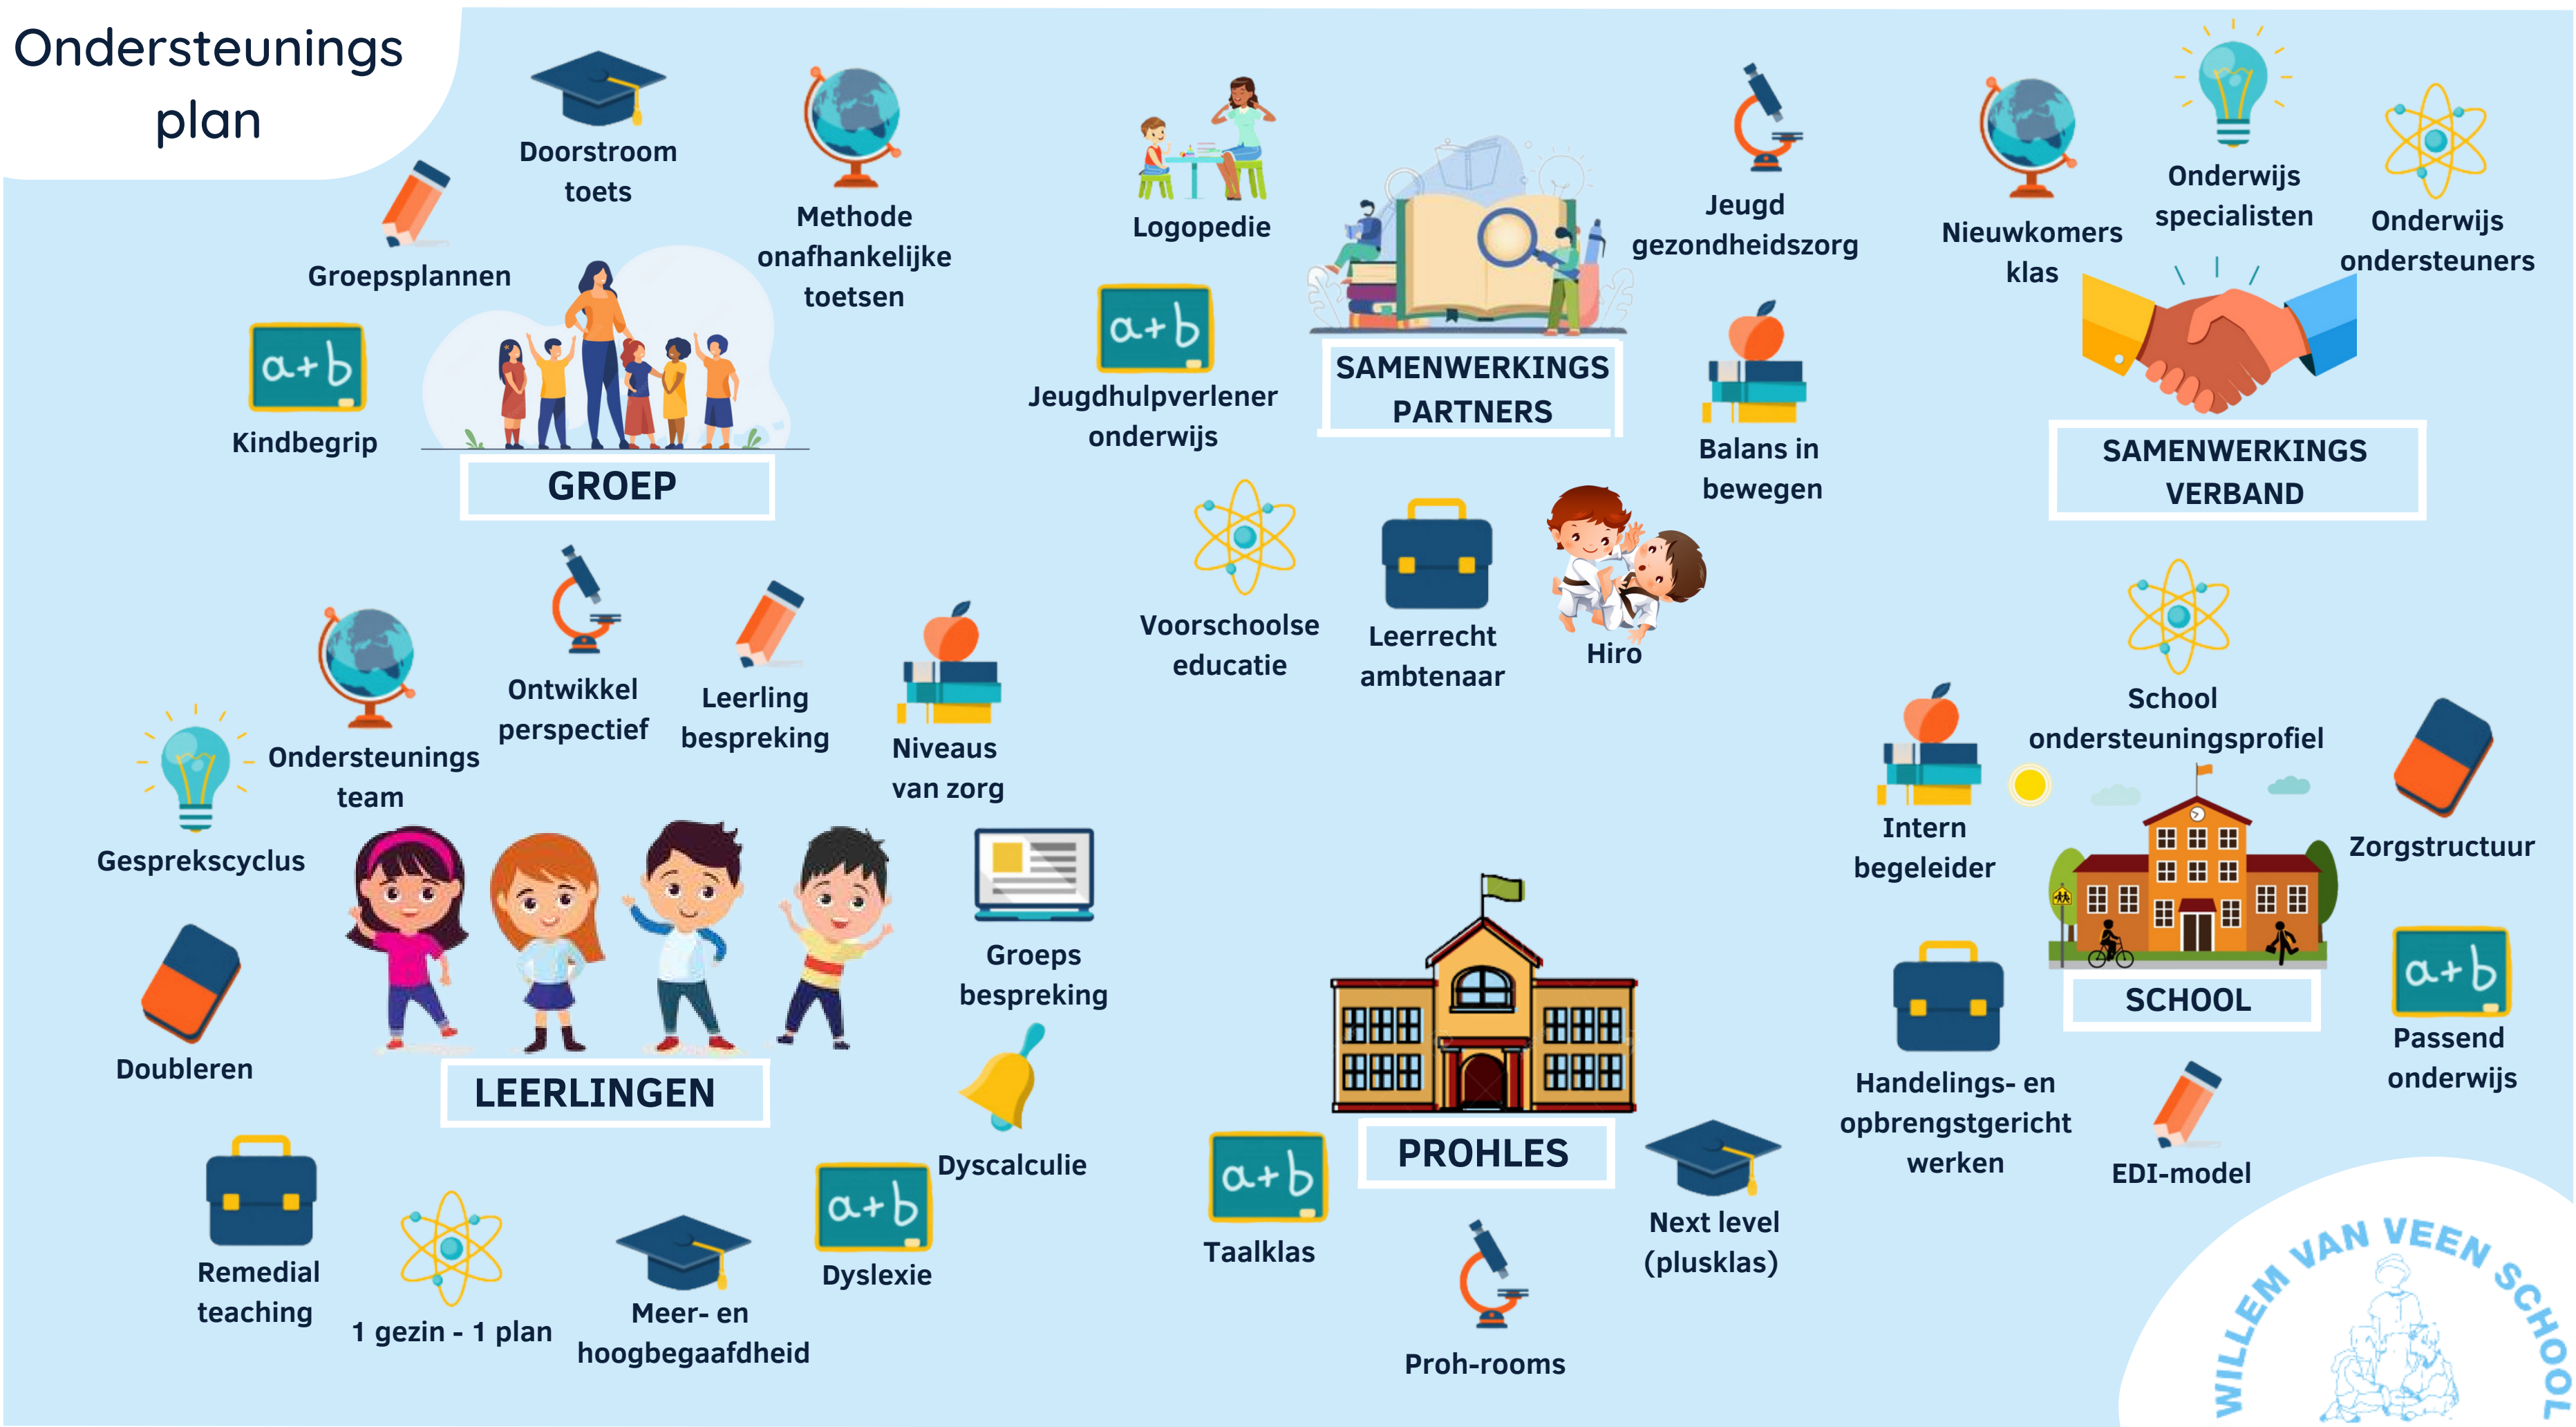 Ondersteunings
plan
Doorstroom
toets
Methode
onafhankelijke
toetsen
Groepsplannen
a+b
Kindbegrip
GROEP
Logopedie
Jeugd
gezondheidszorg
a+b
Jeugdhulpverlener
onderwijs
SAMENWERKINGS
PARTNERS
Balans in
bewegen
Voorschoolse
educatie
Leerrecht
ambtenaar
Hiro
Nieuwkomers
klas
Onderwijs
specialisten
Onderwijs
ondersteuners
SAMENWERKINGS
VERBAND
Gesprekscyclus
Ondersteunings
team
Ontwikkel
perspectief
Leerling
bespreking
Niveaus
van zorg
Groeps
bespreking
Doubleren
LEERLINGEN
Dyscalculie
Remedial
teaching
1 gezin - 1 plan
Meer- en
hoogbegaafdheid
a+b
Dyslexie
PROHLES
a+b
Taalklas
Proh-rooms
Next level
(plusklas)
School
ondersteuningsprofiel
Intern
begeleider
Zorgstructuur
SCHOOL
Handelings- en
opbrengstgericht
werken
EDI-model
a+b
Passend
onderwijs
WILLEM VAN VEEN SCHOOL